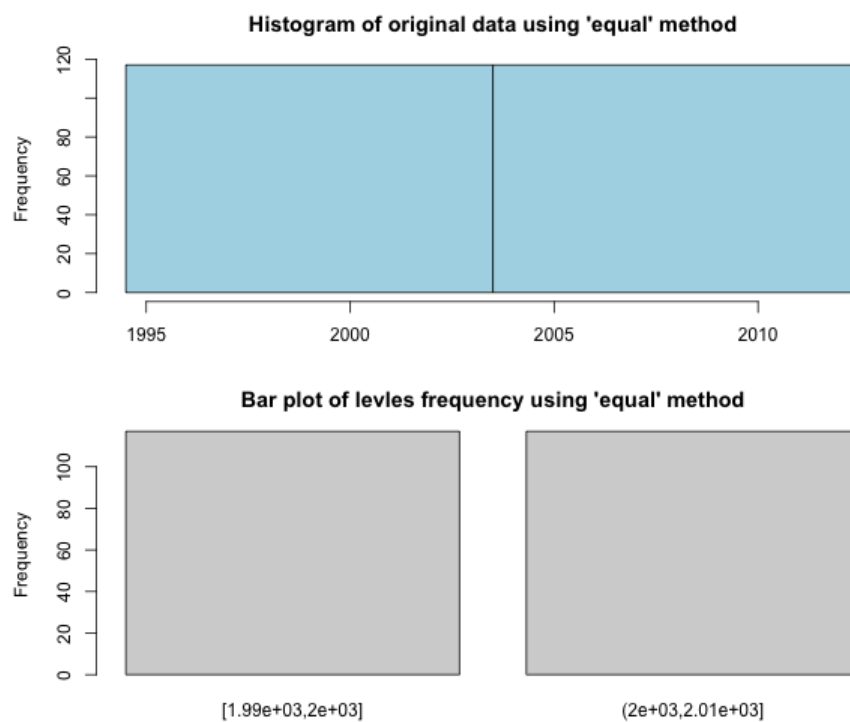 Histogram of original data using 'equal' method
Frequency
0
20
40
60
80
120
1995
2000
2005
2010
Bar plot of levles frequency using 'equal' method
Frequency
0
20
40
60
80
100
[1.99e+03,2e+03]
(2e+03,2.01e+03]